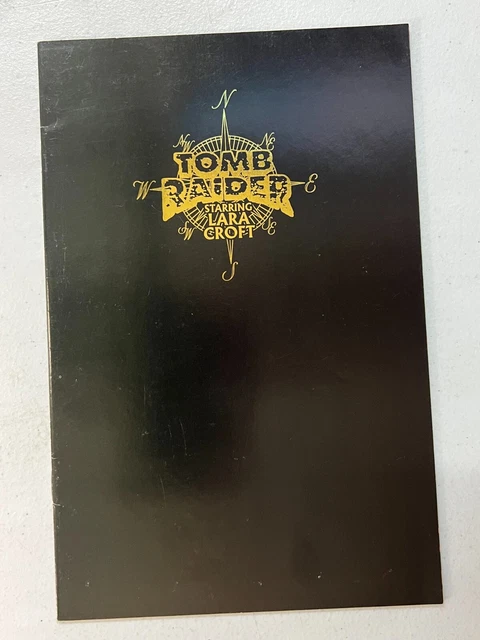 N
NW NE
TOMB
RAIDER
W E
STARRING
LARA
SW SE
CROFT
S